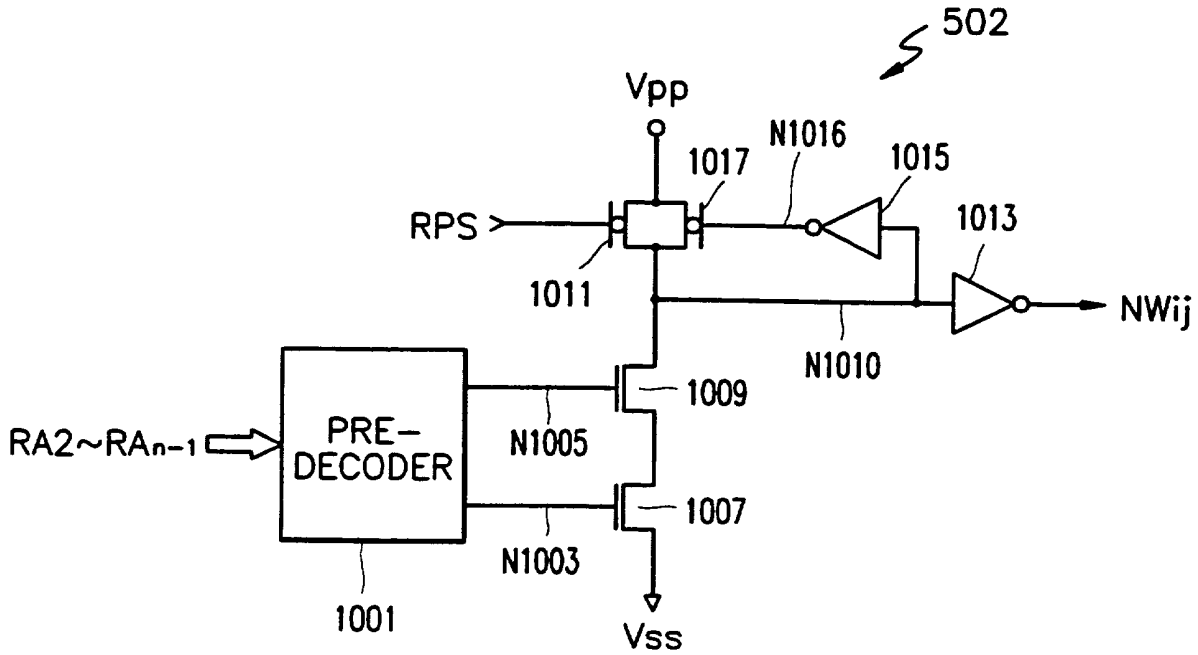 502
Vpp
N1016
1017
1015
1013
RPS
1011
NWij
N1010
1009
RA2~RAn-1
PRE-
DECODER
N1005
1007
N1003
1001
Vss